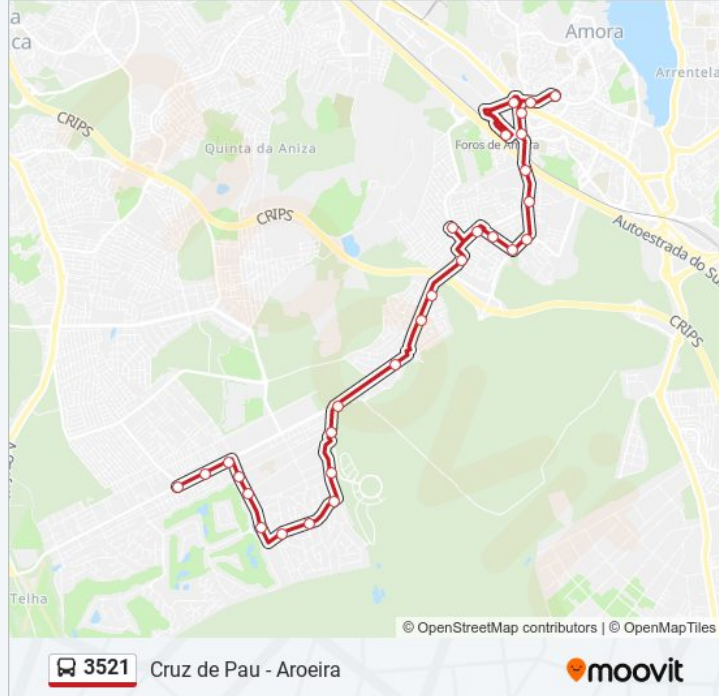 a
ca
Amora
Arrentela
CRIPS
Quinta da Aniza
Foros de Amora
CRIPS
Autoestrada do Su
CRIPS
Telha
© OpenStreetMap contributors | © OpenMapTiles
3521 Cruz de Pau - Aroeira
moovit